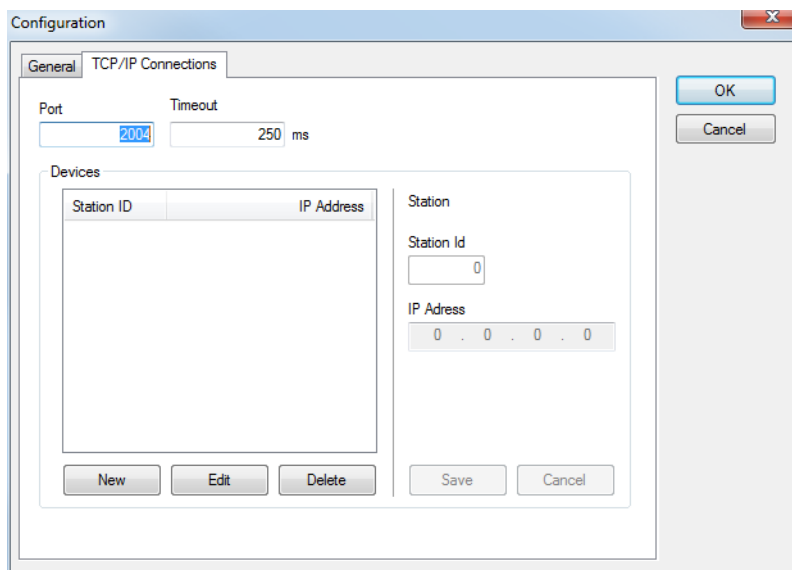 Configuration
General TCP/IP Connections
OK
Cancel
Port Timeout
2004 250 ms
Devices
Station ID IP Address
Station
Station Id
0
IP Adress
0 . 0 . 0 . 0
New Edit Delete Save Cancel